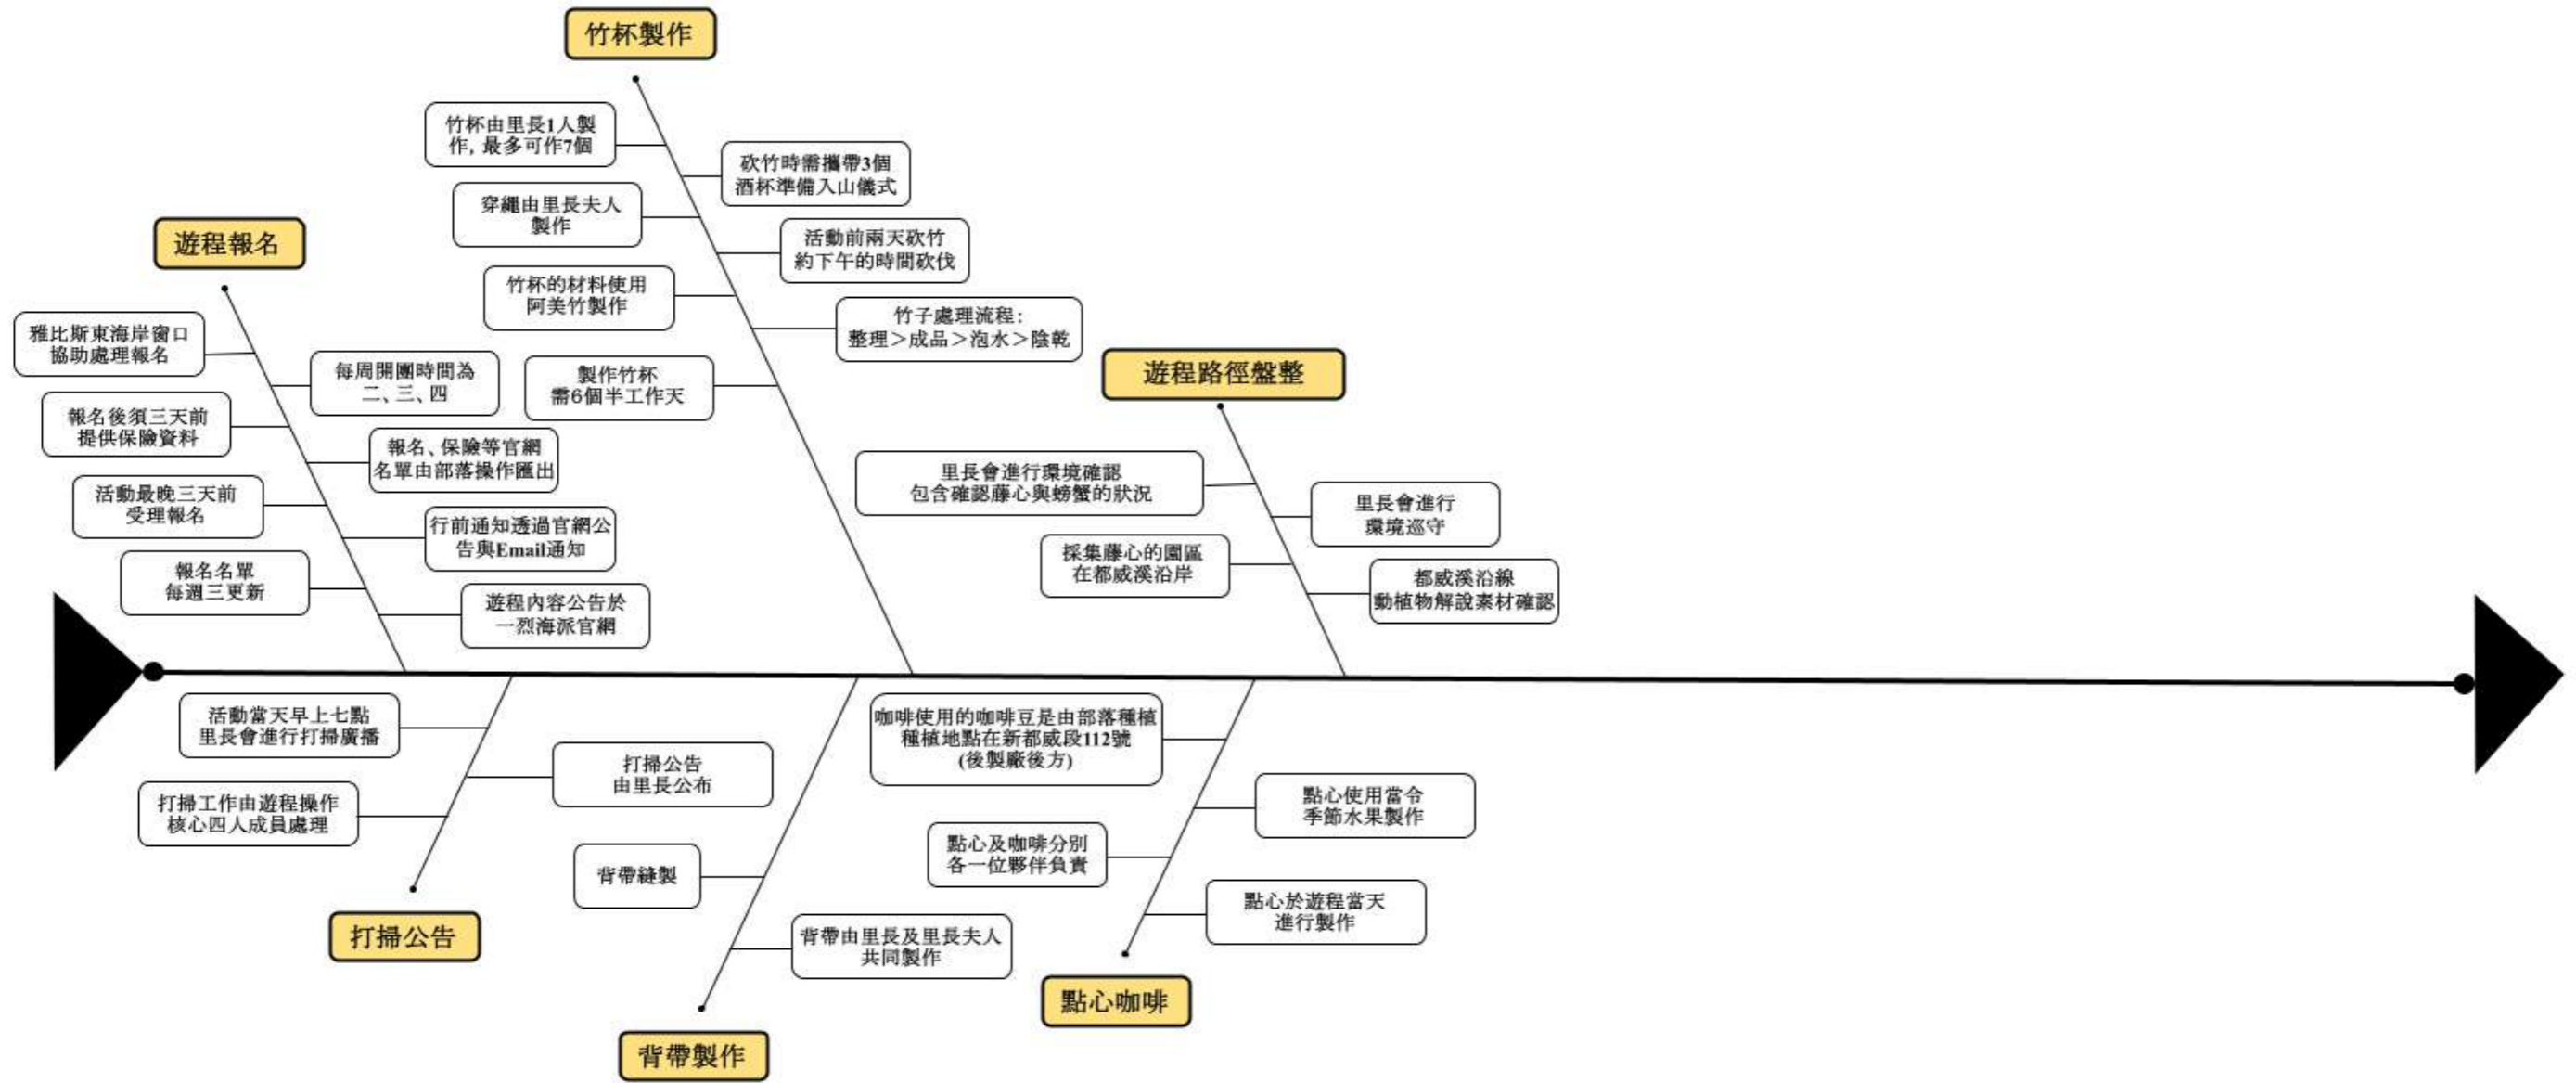 竹杯製作
竹杯由里長1人製
作, 最多可作7個
砍竹時需攜帶3個
酒杯準備入山儀式
穿繩由里長夫人
製作
活動前兩天砍竹
約下午的時間砍伐
竹杯的材料使用
阿美竹製作
竹子處理流程:
整理>成品>泡水>陰乾
製作竹杯
需6個半工作天
遊程報名
雅比斯東海岸窗口
協助處理報名
每周開團時間為
二、三、四
報名後須三天前
提供保險資料
報名、保險等官網
名單由部落操作匯出
活動最晚三天前
受理報名
行前通知透過官網公
告與Email通知
報名名單
每週三更新
遊程內容公告於
一烈海派官網
遊程路徑盤整
里長會進行環境確認
包含確認藤心與螃蟹的狀況
里長會進行
環境巡守
採集藤心的園區
在都威溪沿岸
都威溪沿線
動植物解說素材確認
活動當天早上七點
里長會進行打掃廣播
打掃公告
由里長公布
打掃工作由遊程操作
核心四人成員處理
打掃公告
背帶縫製
背帶由里長及里長夫人
共同製作
背帶製作
咖啡使用的咖啡豆是由部落種植
種植地點在新都威段112號
(後製廠後方)
點心使用當令
季節水果製作
點心及咖啡分別
各一位夥伴負責
點心於遊程當天
進行製作
點心咖啡